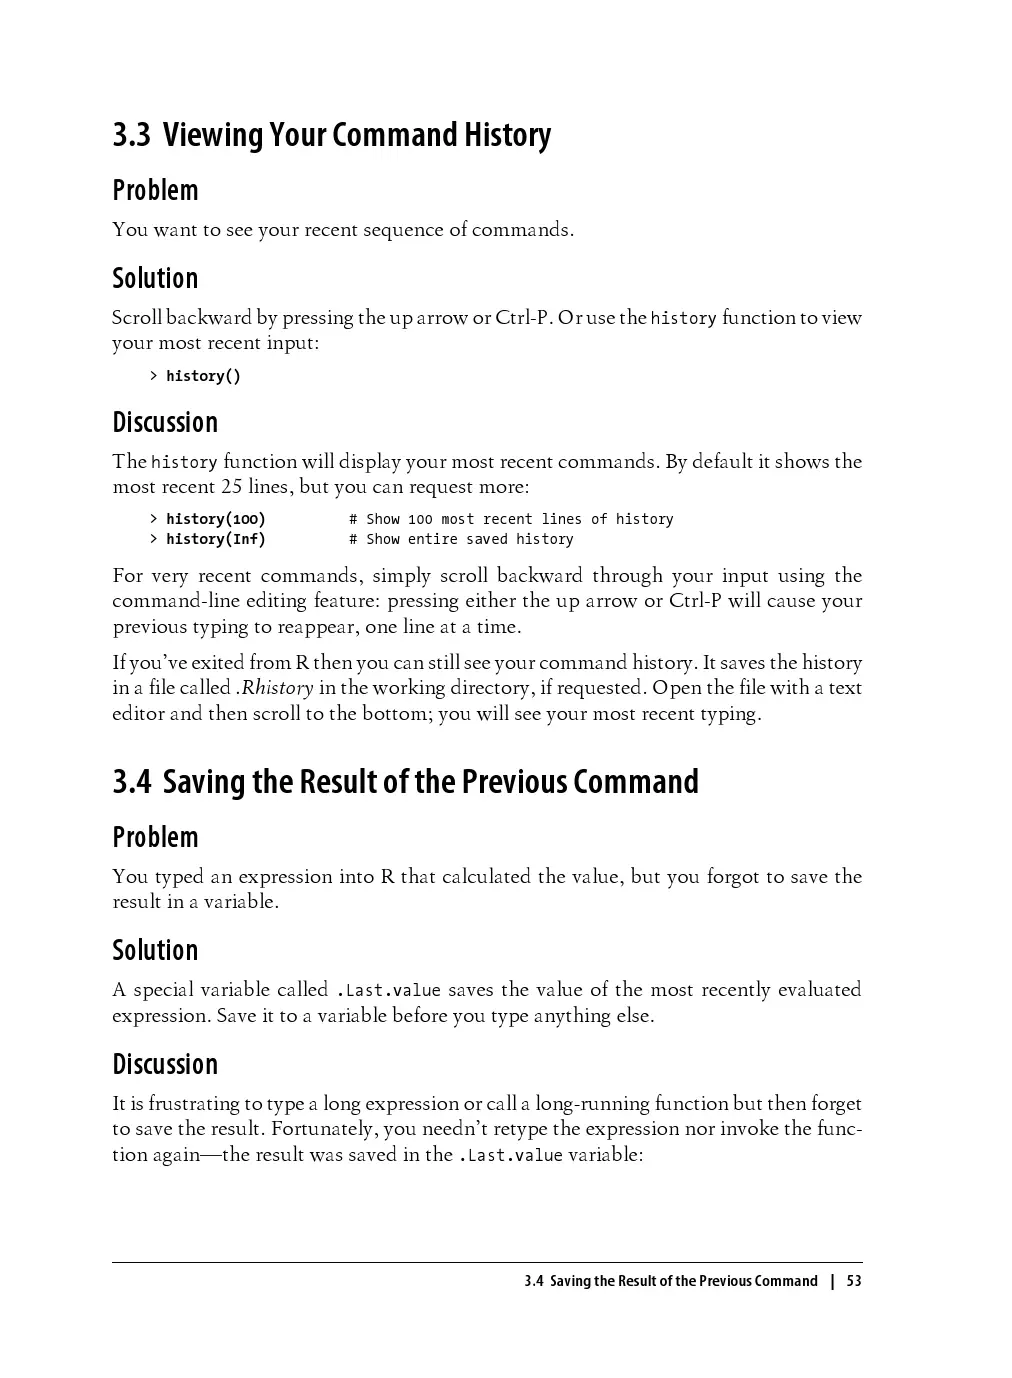 3.3 Viewing Your Command History
Problem
You want to see your recent sequence of commands.
Solution
Scroll backward by pressing the up arrow or Ctrl-P. Or use the history function to view
your most recent input:
> history()
Discussion
The history function will display your most recent commands. By default it shows the
most recent 25 lines, but you can request more:
> history(100) # Show 100 most recent lines of history
> history(Inf) # Show entire saved history
For very recent commands, simply scroll backward through your input using the
command-line editing feature: pressing either the up arrow or Ctrl-P will cause your
previous typing to reappear, one line at a time.
If you’ve exited from R then you can still see your command history. It saves the history
in a file called .Rhistory in the working directory, if requested. Open the file with a text
editor and then scroll to the bottom; you will see your most recent typing.
3.4 Saving the Result of the Previous Command
Problem
You typed an expression into R that calculated the value, but you forgot to save the
result in a variable.
Solution
A special variable called .Last.value saves the value of the most recently evaluated
expression. Save it to a variable before you type anything else.
Discussion
It is frustrating to type a long expression or call a long-running function but then forget
to save the result. Fortunately, you needn’t retype the expression nor invoke the func-
tion again—the result was saved in the .Last.value variable:
3.4 Saving the Result of the Previous Command | 53